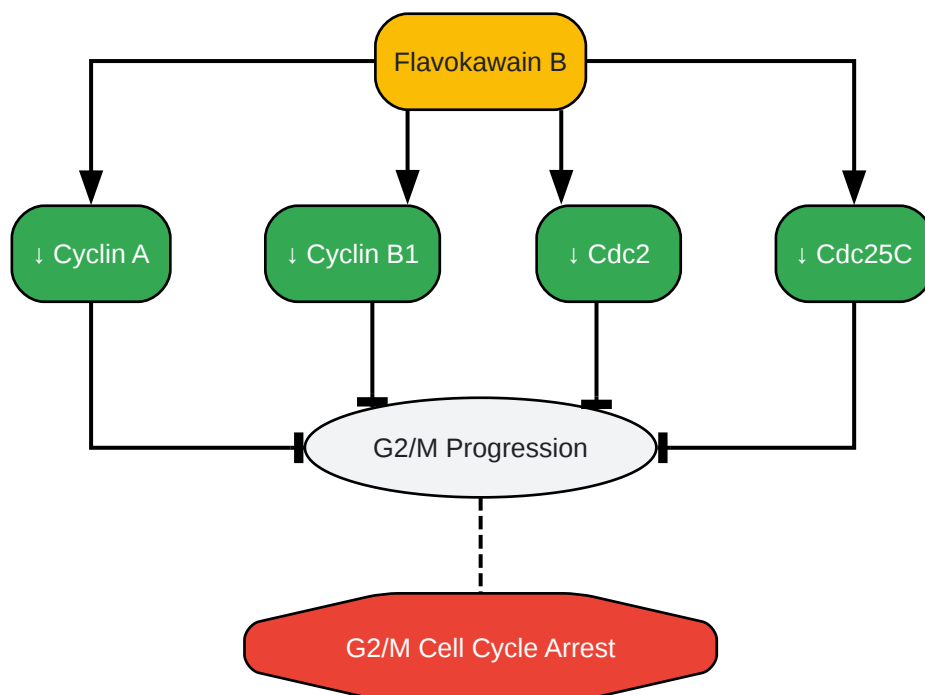 Flavokawain B
↓ Cyclin A
↓ Cyclin B1
↓ Cdc2
↓ Cdc25C
G2/M Progression
G2/M Cell Cycle Arrest